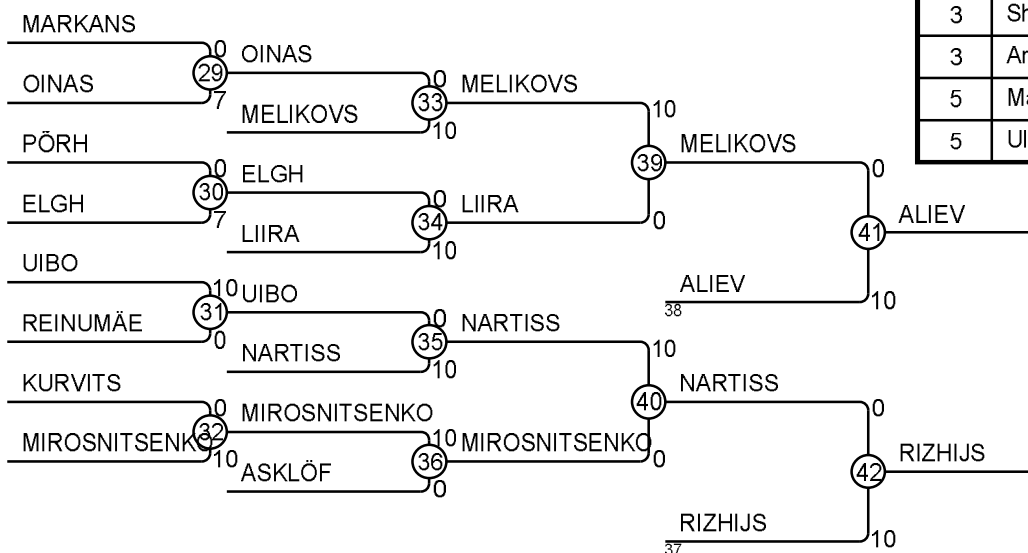 MARKANS
0
29
OINAS
7
OINAS
0
33
MELIKOVS
10
PÕRH
0
30
ELGH
7
ELGH
0
34
LIIRA
10
UIBO
10
31
REINUMÄE
0
UIBO
0
35
NARTISS
10
KURVITS
0
32
MIROSNITSENKO
10
MIROSNITSENKO
10
36
ASKLÖF
0
MELIKOVS
10
39
LIIRA
0
NARTISS
10
40
MIROSNITSENKO
0
MELIKOVS
0
41
ALIEV
38
10
NARTISS
0
42
RIZHIJS
37
10
ALIEV
RIZHIJS
3
3
5
5